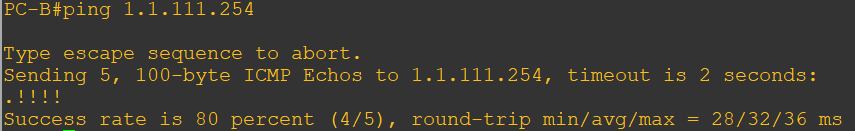 PC-B#ping 1.1.111.254
Type escape sequence to abort.
Sending 5, 100-byte ICMP Echos to 1.1.111.254, timeout is 2 seconds:
.!!!!
Success rate is 80 percent (4/5), round-trip min/avg/max = 28/32/36 ms